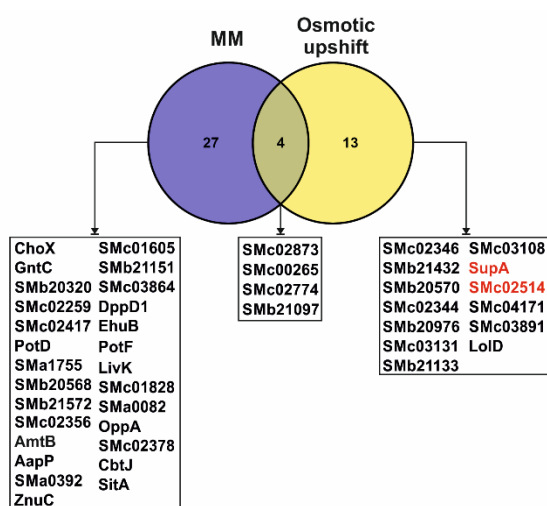 MM
Osmotic
upshift
27
4
13
ChoX
GntC
SMb20320
SMc02259
SMc02417
PotD
SMa1755
SMb20568
SMb21572
SMc02356
AmtB
AapP
SMa0392
ZnuC
SMc01605
SMb21151
SMc03864
DppD1
EhuB
PotF
LivK
SMc01828
SMa0082
OppA
SMc02378
CbtJ
SitA
SMc02873
SMc00265
SMc02774
SMb21097
SMc02346
SMb21432
SMb20570
SMc02344
SMb20976
SMc03131
SMb21133
SMc03108
SupA
SMc02514
SMc04171
SMc03891
LolD